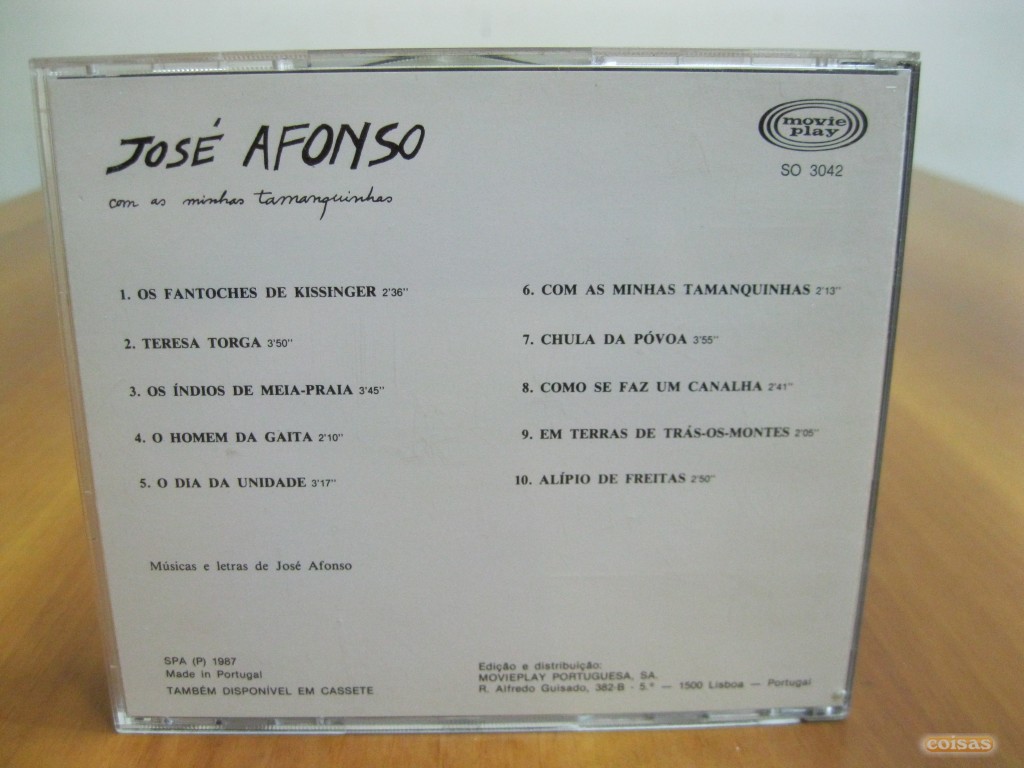 JOSÉ AFONSO
com as minhas tamanquinhas
movie
play
SO 3042
1. OS FANTOCHES DE KISSINGER 2'36"
2. TERESA TORGA 3'50"
3. OS ÍNDIOS DE MEIA-PRAIA 3'45"
4. O HOMEM DA GAITA 2'10"
5. O DIA DA UNIDADE 3'17"
6. COM AS MINHAS TAMANQUINHAS 2'13"
7. CHULA DA PÓVOA 3'55"
8. COMO SE FAZ UM CANALHA 2'41"
9. EM TERRAS DE TRÁS-OS-MONTES 2'05"
10. ALÍPIO DE FREITAS 2'50"
Músicas e letras de José Afonso
SPA (P) 1987
Made in Portugal
TAMBÉM DISPONÍVEL EM CASSETE
Edição e distribuição:
MOVIEPLAY PORTUGUESA, SA.
R. Alfredo Guisado, 382-B - 5.º — 1500 Lisboa — Portugal
coisas